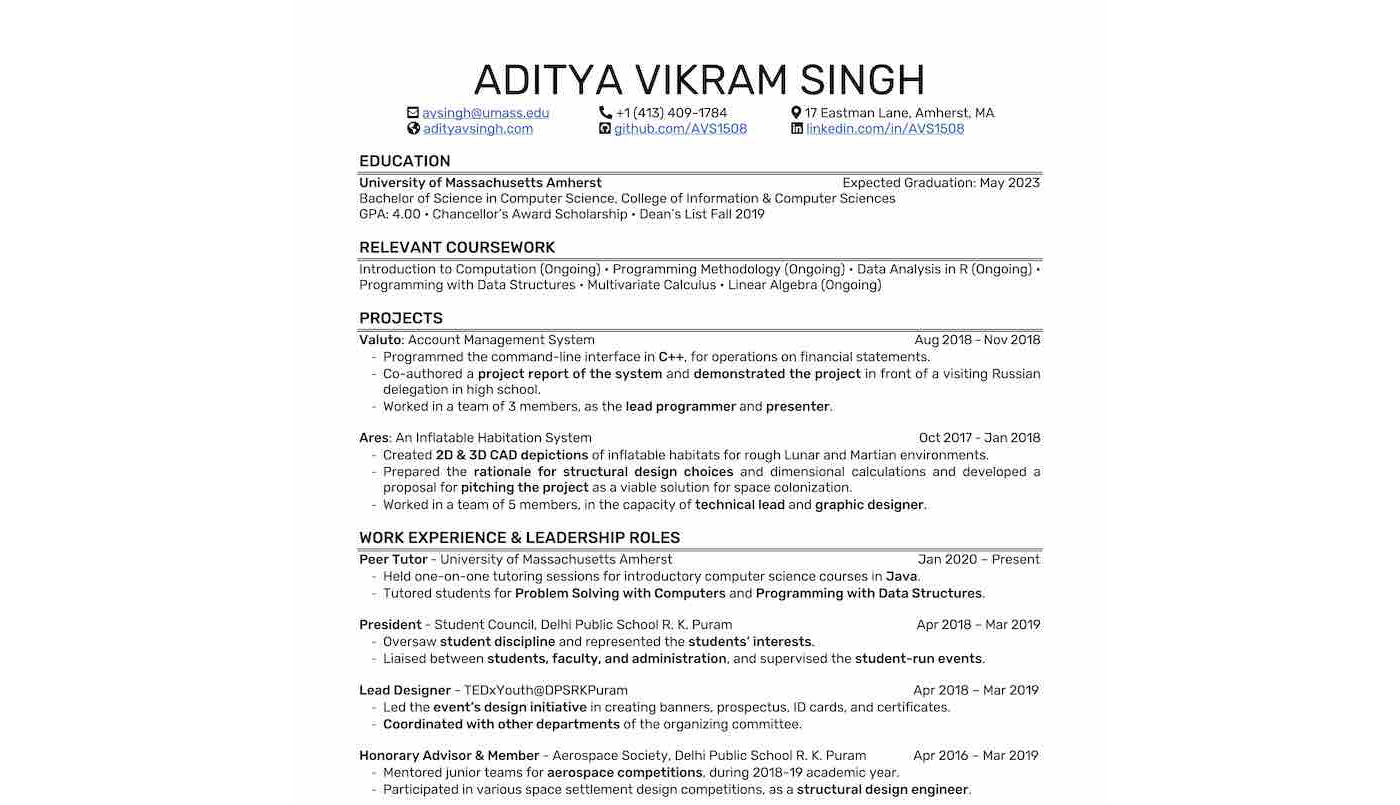 ADITYA VIKRAM SINGH
avsingh@umass.edu +1 (413) 409-1784 17 Eastman Lane, Amherst, MA
adityavsingh.com github.com/AVS1508 linkedin.com/in/AVS1508
EDUCATION
University of Massachusetts Amherst Expected Graduation: May 2023
Bachelor of Science in Computer Science, College of Information & Computer Sciences
GPA: 4.00 • Chancellor's Award Scholarship • Dean's List Fall 2019
RELEVANT COURSEWORK
Introduction to Computation (Ongoing) • Programming Methodology (Ongoing) • Data Analysis in R (Ongoing) •
Programming with Data Structures • Multivariate Calculus • Linear Algebra (Ongoing)
PROJECTS
Valuto: Account Management System Aug 2018 - Nov 2018
- Programmed the command-line interface in C++, for operations on financial statements.
- Co-authored a project report of the system and demonstrated the project in front of a visiting Russian
delegation in high school.
- Worked in a team of 3 members, as the lead programmer and presenter.
Ares: An Inflatable Habitation System Oct 2017 - Jan 2018
- Created 2D & 3D CAD depictions of inflatable habitats for rough Lunar and Martian environments.
- Prepared the rationale for structural design choices and dimensional calculations and developed a
proposal for pitching the project as a viable solution for space colonization.
- Worked in a team of 5 members, in the capacity of technical lead and graphic designer.
WORK EXPERIENCE & LEADERSHIP ROLES
Peer Tutor - University of Massachusetts Amherst Jan 2020 – Present
- Held one-on-one tutoring sessions for introductory computer science courses in Java.
- Tutored students for Problem Solving with Computers and Programming with Data Structures.
President - Student Council, Delhi Public School R. K. Puram Apr 2018 – Mar 2019
- Oversaw student discipline and represented the students' interests.
- Liaised between students, faculty, and administration, and supervised the student-run events.
Lead Designer - TEDxYouth@DPSRKPuram Apr 2018 – Mar 2019
- Led the event's design initiative in creating banners, prospectus, ID cards, and certificates.
- Coordinated with other departments of the organizing committee.
Honorary Advisor & Member - Aerospace Society, Delhi Public School R. K. Puram Apr 2016 – Mar 2019
- Mentored junior teams for aerospace competitions, during 2018-19 academic year.
- Participated in various space settlement design competitions, as a structural design engineer.